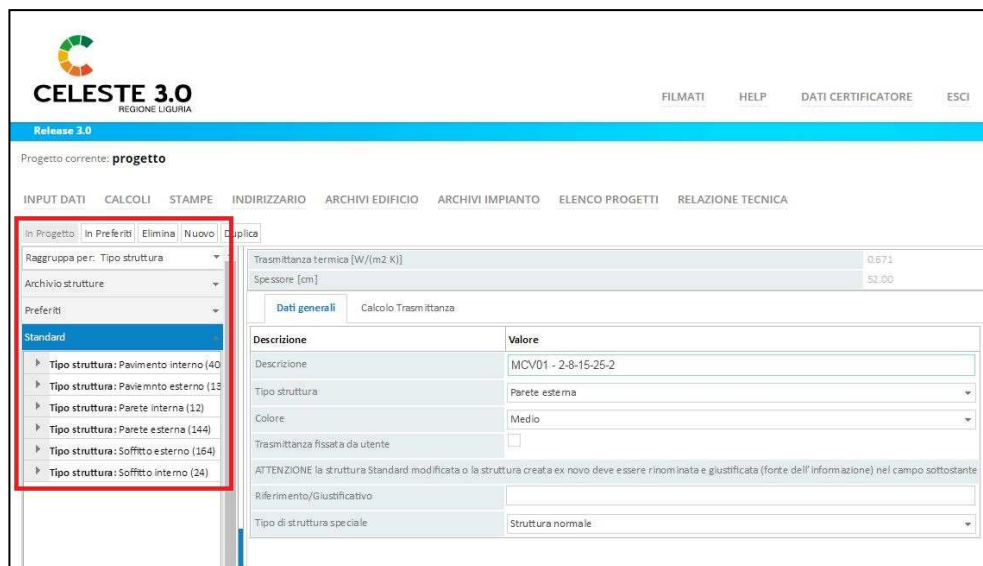 CELESTE 3.0
REGIONE LIGURIA
FILMATI HELP DATI CERTIFICATORE ESCI
Release 3.0
Progetto corrente: progetto
INPUT DATI CALCOLI STAMPE INDIRIZZARIO ARCHIVI EDIFICIO ARCHIVI IMPIANTO ELENCO PROGETTI RELAZIONE TECNICA
In Progetto In Preferiti Elimina Nuovo Duplica
Raggruppa per: Tipo struttura
Archivio strutture
Preferiti
Standard
Tipo struttura: Pavimento interno (40
Tipo struttura: Paviemnto esterno (13
Tipo struttura: Parete interna (12)
Tipo struttura: Parete esterna (144)
Tipo struttura: Soffitto esterno (164)
Tipo struttura: Soffitto interno (24)
Trasmittanza termica [W/(m2 K)] 0.671
Spessore [cm] 52.00
Dati generali Calcolo Trasmittanza
Descrizione Valore
Descrizione MCV01 - 2-8-15-25-2
Tipo struttura Parete esterna
Colore Medio
Trasmittanza fissata da utente
ATTENZIONE la struttura Standard modificata o la struttura creata ex novo deve essere rinominata e giustificata (fonte dell'informazione) nel campo sottostante
Riferimento/Giustificativo
Tipo di struttura speciale Struttura normale